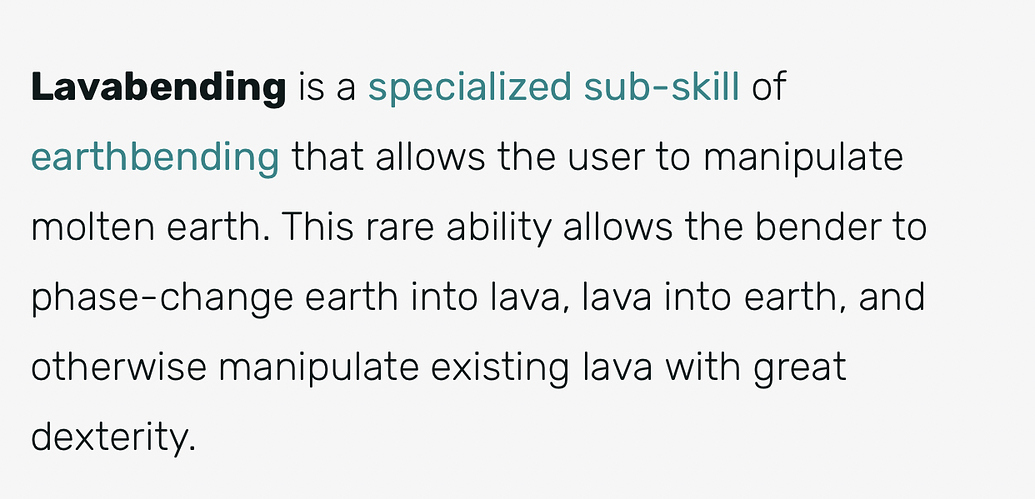 Lavabending is a specialized sub-skill of
earthbending that allows the user to manipulate
molten earth. This rare ability allows the bender to
phase-change earth into lava, lava into earth, and
otherwise manipulate existing lava with great
dexterity.